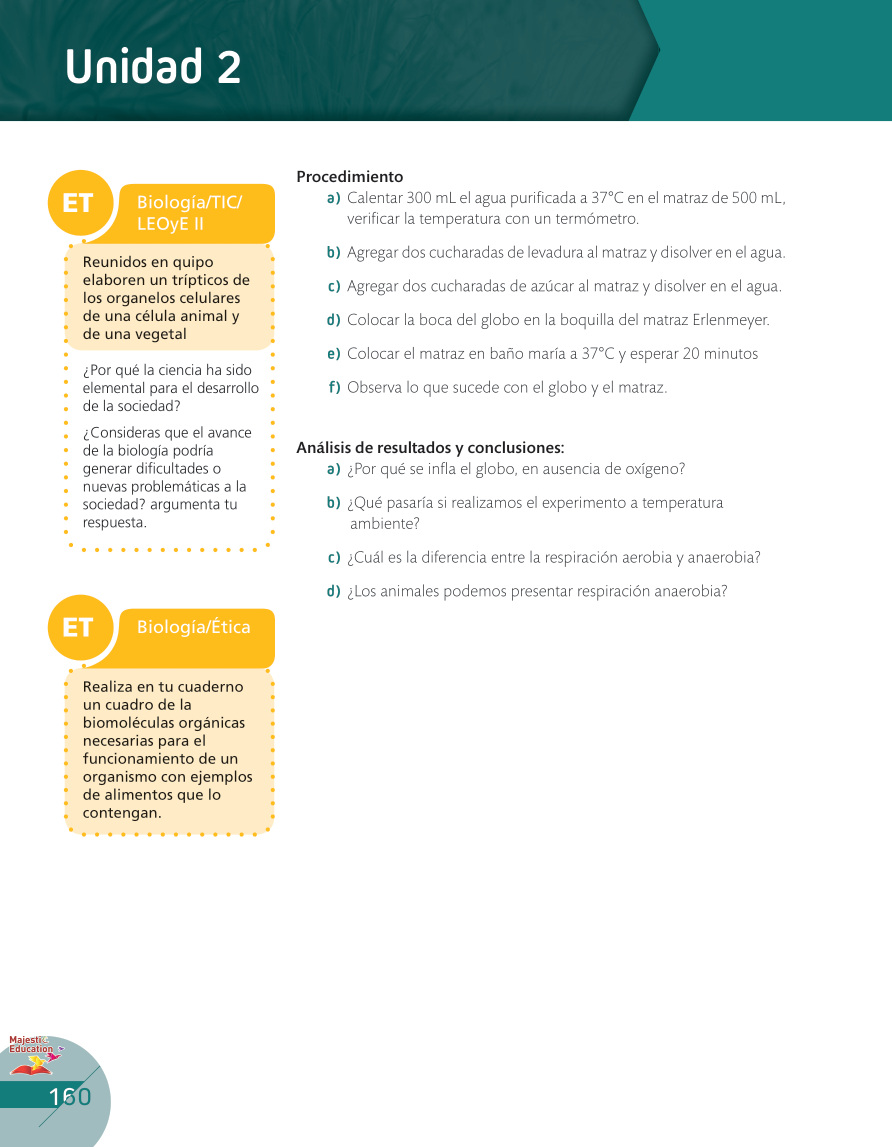 Unidad 2
ET
Biología/TIC/
LEOyE II
Reunidos en quipo
elaboren un trípticos de
los organelos celulares
de una célula animal y
de una vegetal
¿Por qué la ciencia ha sido
elemental para el desarrollo
de la sociedad?
¿Consideras que el avance
de la biología podría
generar dificultades o
nuevas problemáticas a la
sociedad? argumenta tu
respuesta.
ET
Biología/Ética
Realiza en tu cuaderno
un cuadro de la
biomoléculas orgánicas
necesarias para el
funcionamiento de un
organismo con ejemplos
de alimentos que lo
contengan.
Procedimiento
a) Calentar 300 mL el agua purificada a 37°C en el matraz de 500 mL,
verificar la temperatura con un termómetro.
b) Agregar dos cucharadas de levadura al matraz y disolver en el agua.
c) Agregar dos cucharadas de azúcar al matraz y disolver en el agua.
d) Colocar la boca del globo en la boquilla del matraz Erlenmeyer.
e) Colocar el matraz en baño maría a 37°C y esperar 20 minutos
f) Observa lo que sucede con el globo y el matraz.
Análisis de resultados y conclusiones:
a) ¿Por qué se infla el globo, en ausencia de oxígeno?
b) ¿Qué pasaría si realizamos el experimento a temperatura
ambiente?
c) ¿Cuál es la diferencia entre la respiración aerobia y anaerobia?
d) ¿Los animales podemos presentar respiración anaerobia?
Majestic
Education
160